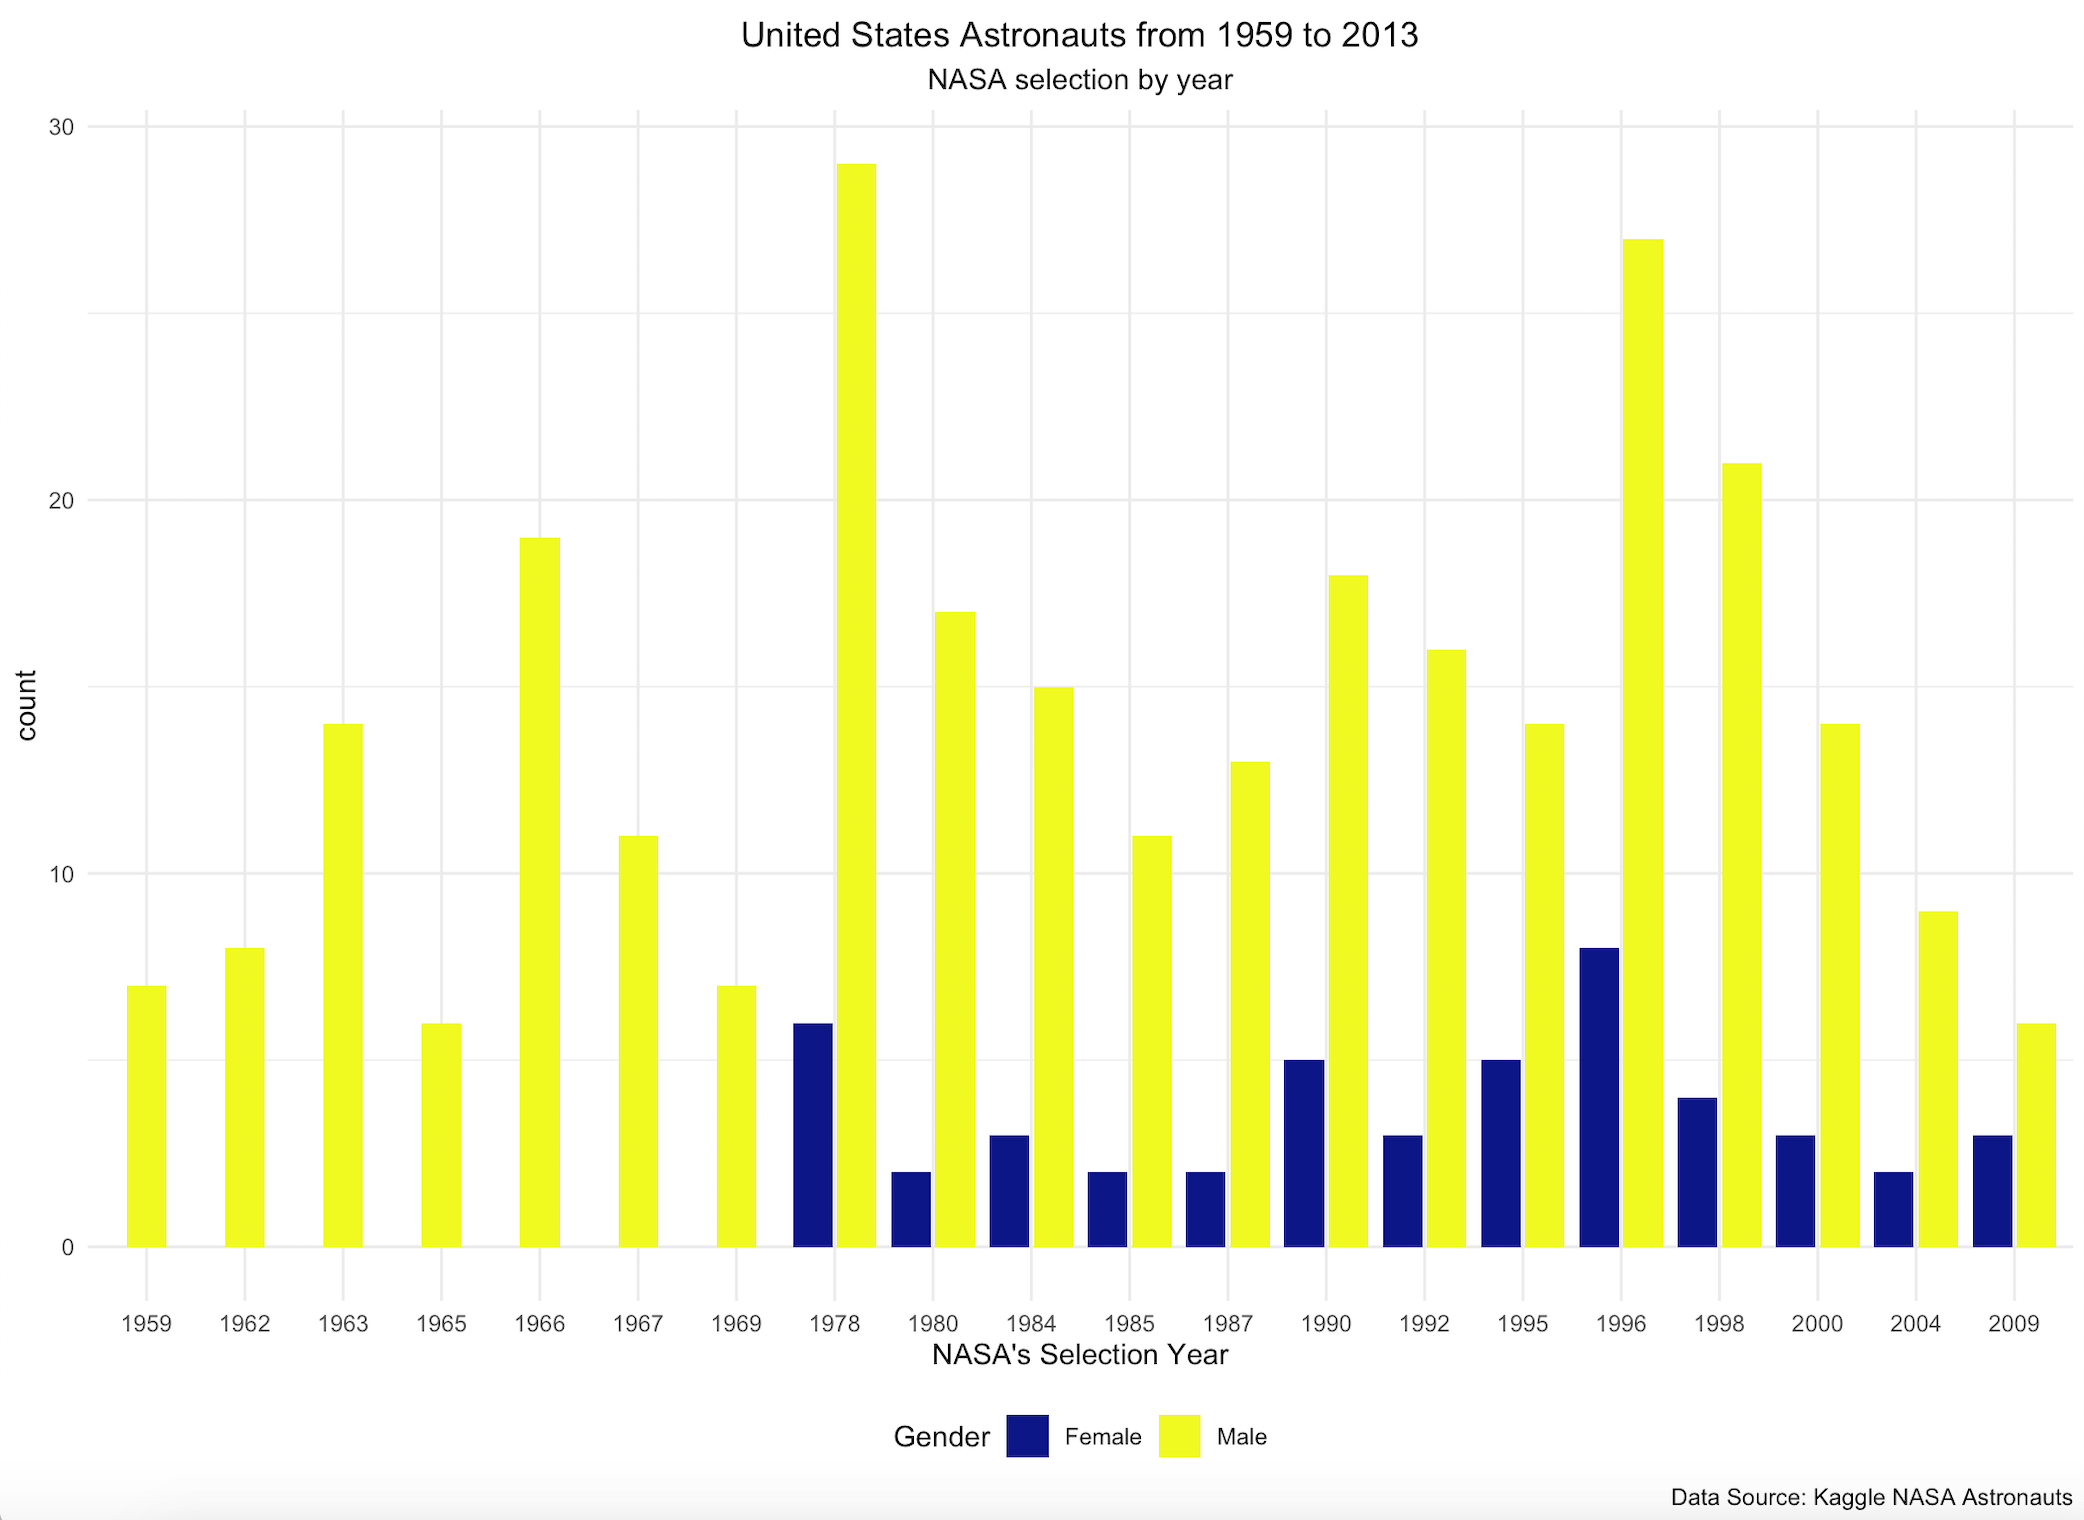 United States Astronauts from 1959 to 2013
NASA selection by year
30
20
10
0
count
1959 1962 1963 1965 1966 1967 1969 1978 1980 1984 1985 1987 1990 1992 1995 1996 1998 2000 2004 2009
NASA's Selection Year
Gender Female Male
Data Source: Kaggle NASA Astronauts